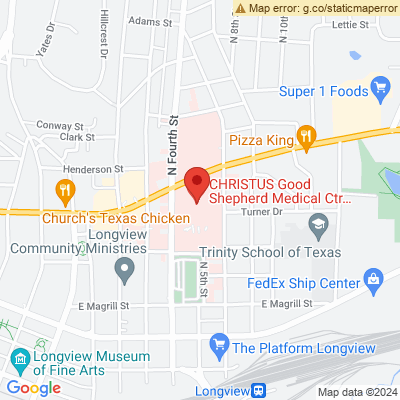 Map error: g.co/staticmaperror
Adams St
Lettie St
Hillcrest Dr
Yates Dr
N 8th
N 10th
Super 1 Foods
Conway St
Clark St
N Fourth St
Pizza King
Henderson St
CHRISTUS Good
Shepherd Medical Ctr...
Church's Texas Chicken
Turner Dr
Longview
Community Ministries
Trinity School of Texas
N 5th St
FedEx Ship Center
E Magrill St
E Magrill St
Longview Museum
of Fine Arts
The Platform Longview
Google
Longview
Map data ©2024